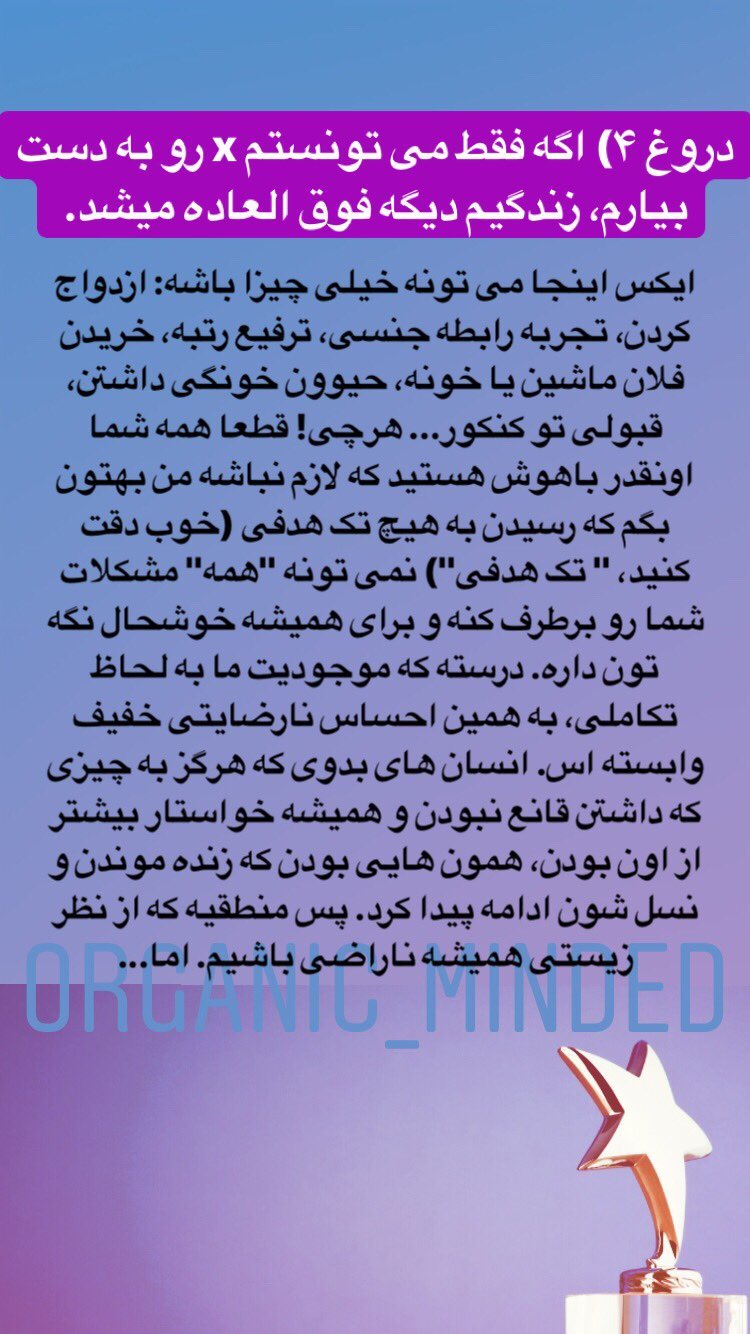 دروغ ۴) اگه فقط می تونستم x رو به دست
بیارم، زندگیم دیگه فوق العاده میشد.
ایکس اینجا می تونه خیلی چیزا باشه: ازدواج
کردن، تجربه رابطه جنسی، ترفیع رتبه، خریدن
فلان ماشین یا خونه، حیوون خونگی داشتن،
قبولی تو کنکور... هرچی! قطعا همه شما
اونقدر باهوش هستید که لازم نباشه من بهتون
بگم که رسیدن به هیچ تک هدفی (خوب دقت
کنید، " تک هدفی") نمی تونه "همه" مشکلات
شما رو برطرف کنه و برای همیشه خوشحال نگه
تون داره. درسته که موجودیت ما به لحاظ
تکاملی، به همین احساس نارضایتی خفیف
وابسته اس. انسان های بدوی که هرگز به چیزی
که داشتن قانع نبودن و همیشه خواستار بیشتر
از اون بودن، همون هایی بودن که زنده موندن و
نسل شون ادامه پیدا کرد. پس منطقیه که از نظر
زیستی همیشه ناراضی باشیم. اما...
ORGANIC_MINDED